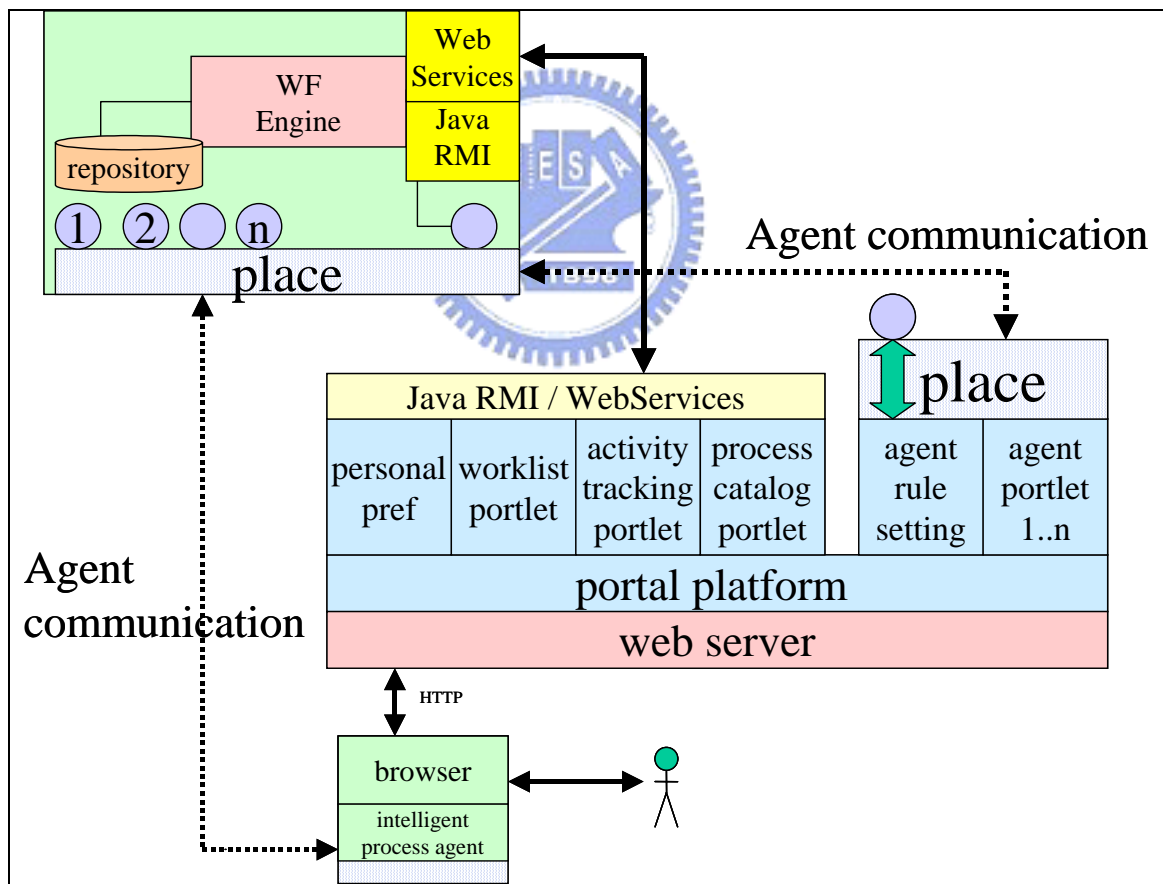 Web
Services
WF
Engine
Java
RMI
repository
1
2
n
place
E S A
1896
Agent communication
place
Java RMI / WebServices
personal
pref
worklist
portlet
activity
tracking
portlet
process
catalog
portlet
agent
rule
setting
agent
portlet
1..n
portal platform
web server
Agent
communication
HTTP
browser
intelligent
process agent